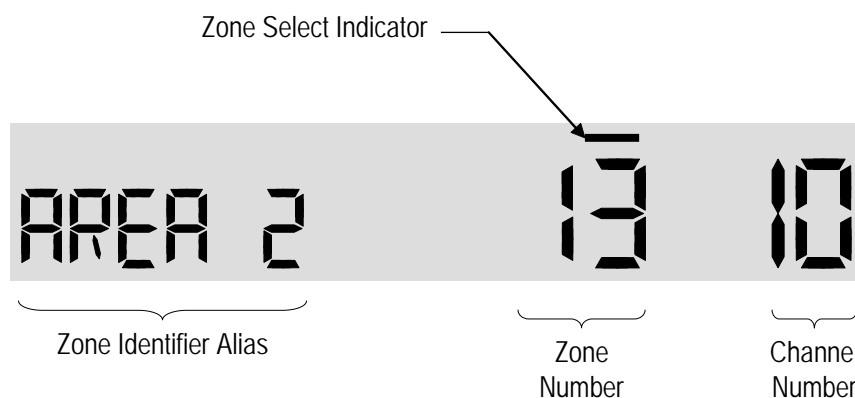 Zone Select Indicator
AREA 2 13 10
Zone Identifier Alias
Zone
Number
Channe
Number